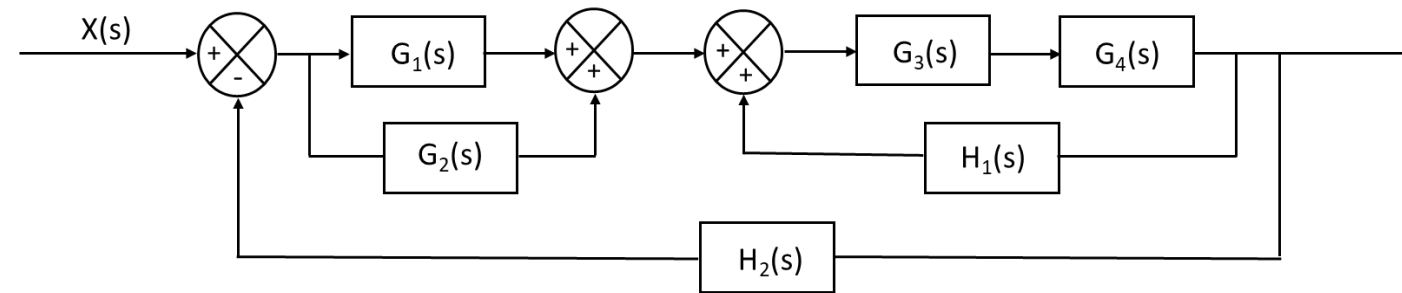 X(s)
+
-
G₁(s)
+
+
+
+
G₃(s)
G₄(s)
G₂(s)
H₁(s)
H₂(s)